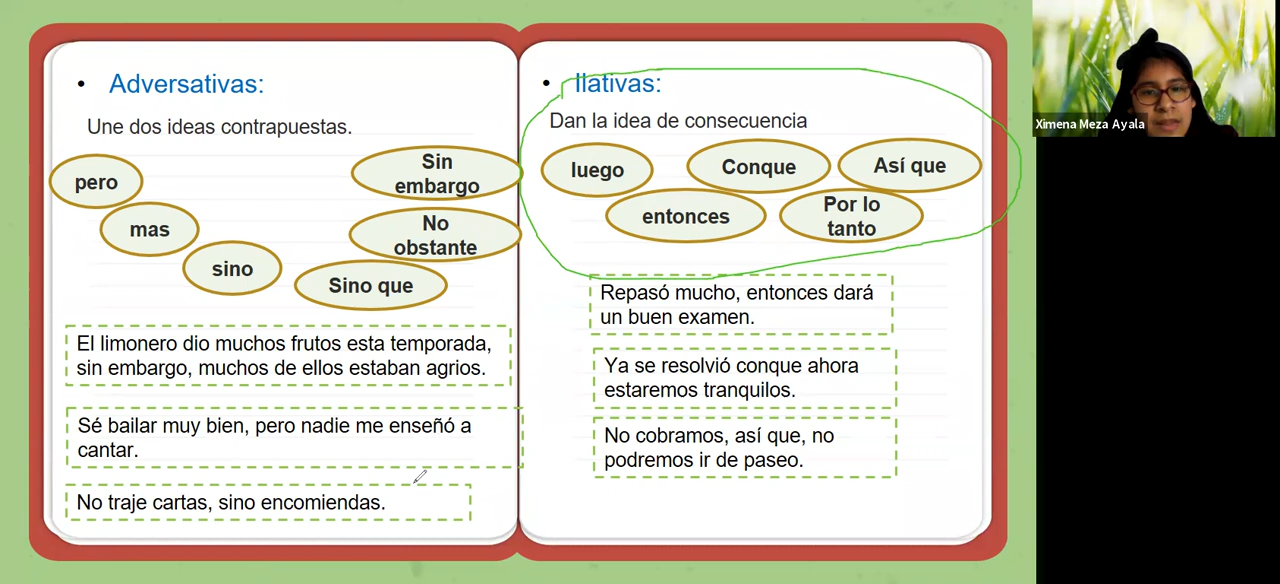 • Adversativas:
Une dos ideas contrapuestas.
pero
mas
sino
Sino que
Sin
embargo
No
obstante
El limonero dio muchos frutos esta temporada,
sin embargo, muchos de ellos estaban agrios.
Sé bailar muy bien, pero nadie me enseñó a
cantar.
No traje cartas, sino encomiendas.
• Ilativas:
Dan la idea de consecuencia
luego
Conque
Así que
entonces
Por lo
tanto
Repasó mucho, entonces dará
un buen examen.
Ya se resolvió conque ahora
estaremos tranquilos.
No cobramos, así que, no
podremos ir de paseo.
Ximena Meza Ayala